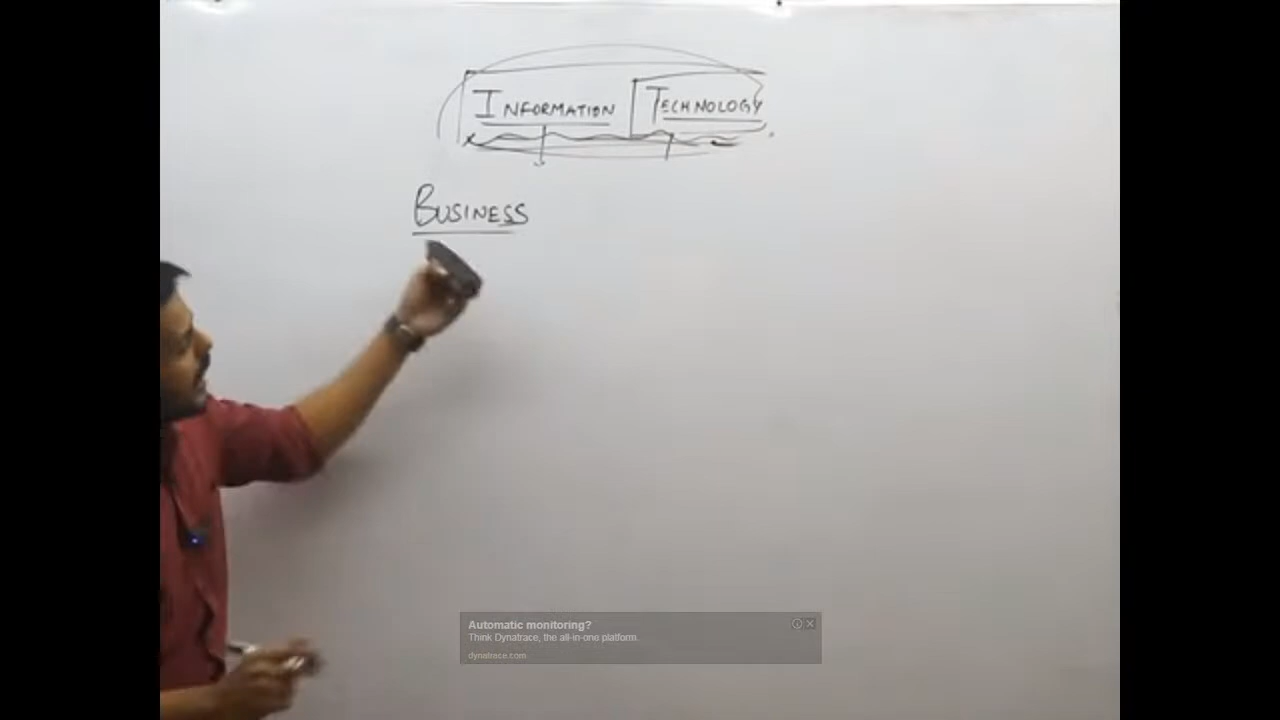 INFORMATION TECHNOLOGY
BUSINESS
Automatic monitoring?
Think Dynatrace, the all-in-one platform.
dynatrace.com